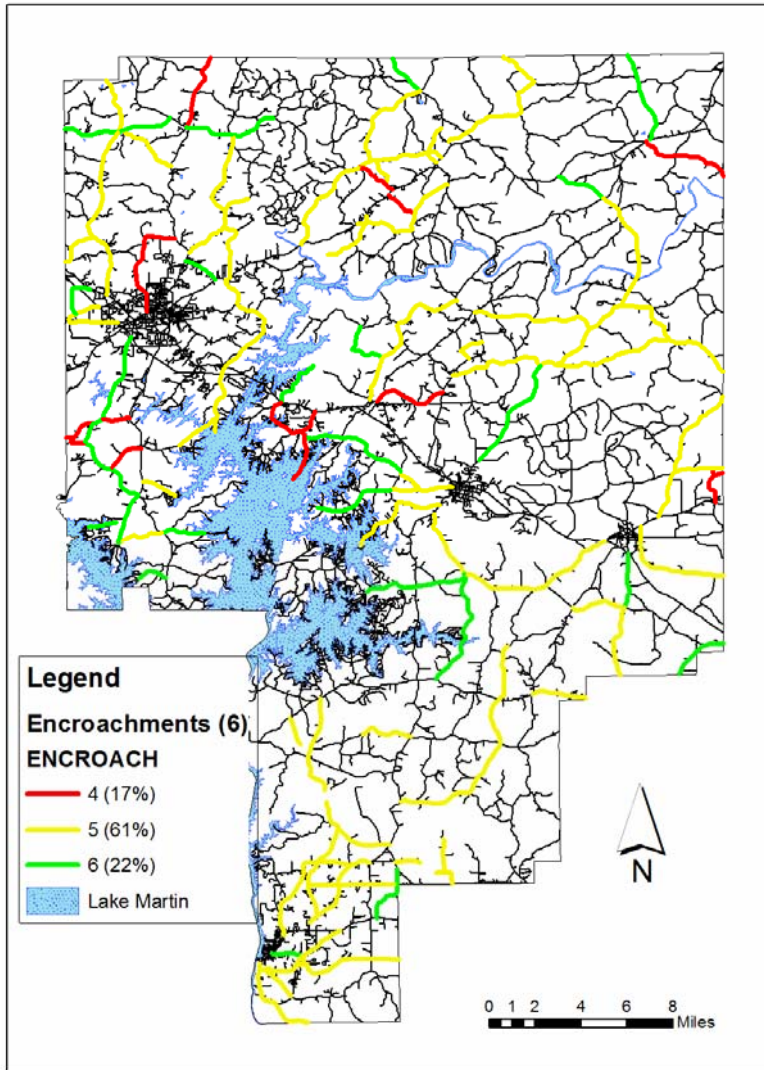 Legend
Encroachments (6)
ENCROACH
4 (17%)
5 (61%)
6 (22%)
Lake Martin
N
0 1 2 4 6 8
Miles